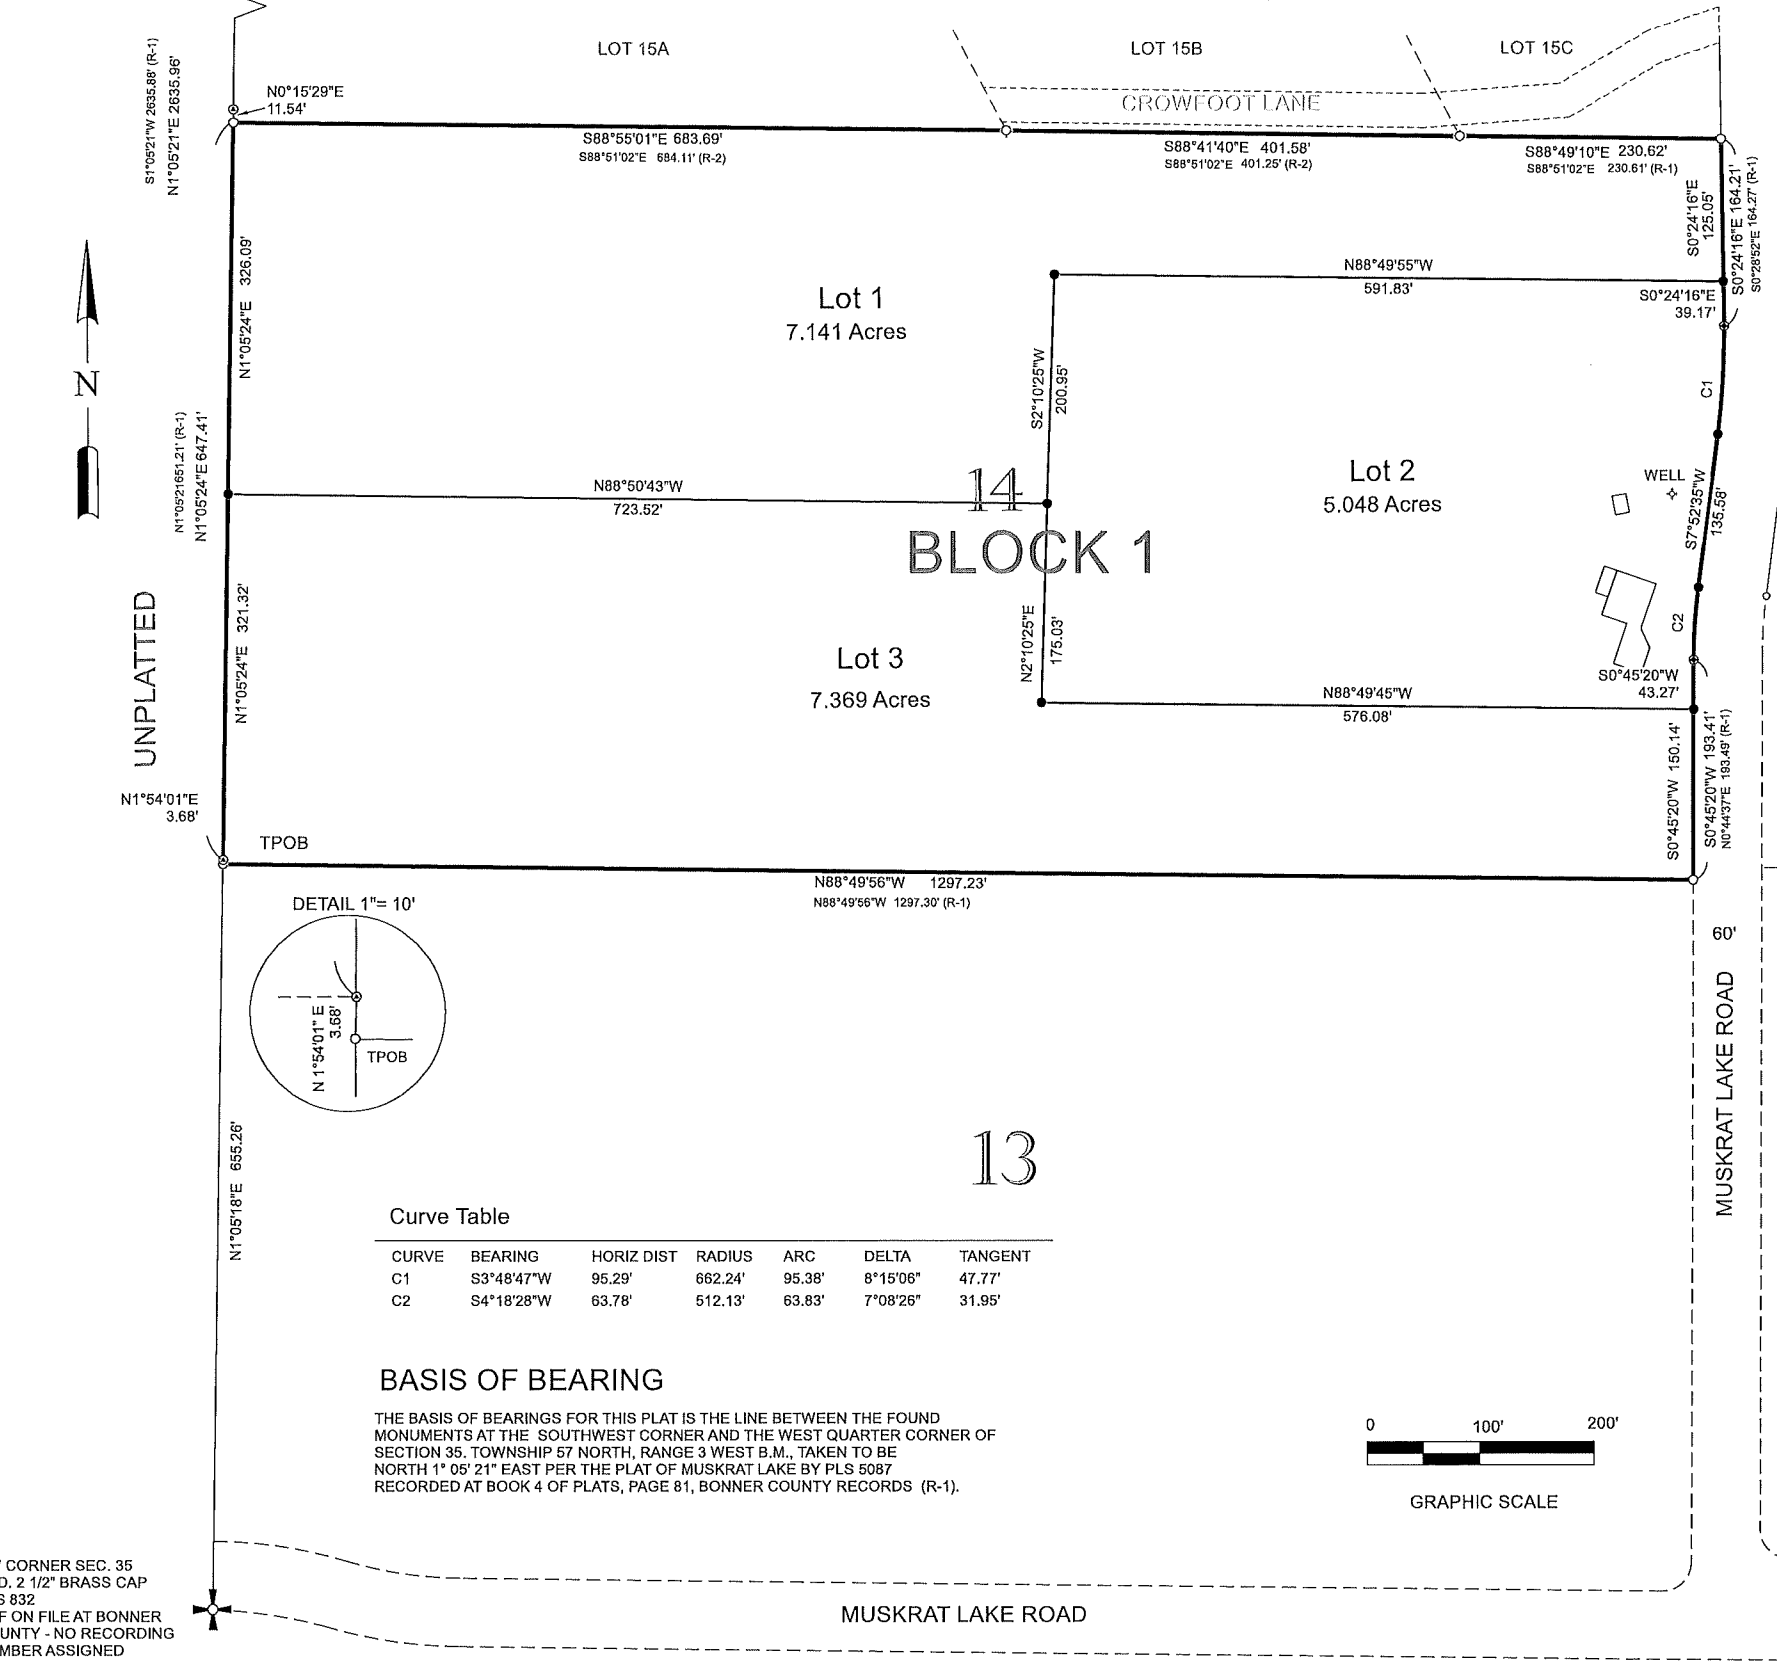 LOT 15A
LOT 15B
LOT 15C
CROWFOOT LANE
S1°05'21"W 2635.88' (R-1)
N1°05'21"E 2635.96'
N0°15'29"E
11.54'
S88°55'01"E 683.69'
S88°51'02"E 684.11' (R-2)
S88°41'40"E 401.58'
S88°51'02"E 401.25' (R-2)
S88°49'10"E 230.62'
S88°51'02"E 230.61' (R-1)
S0°24'16"E
125.05'
S0°24'16"E 164.21'
S0°28'52"E 164.27' (R-1)
N1°05'24"E 326.09'
Lot 1
7.141 Acres
N88°49'55"W
591.83'
S0°24'16"E
39.17'
N
S2°10'25"W
200.95'
C1
N1°05'21651.21' (R-1)
N1°05'24"E 647.41'
N88°50'43"W
723.52'
14
BLOCK 1
Lot 2
5.048 Acres
WELL
S7°52'35"W
135.58'
UNPLATTED
N1°05'24"E 321.32'
Lot 3
7.369 Acres
N2°10'25"E
175.03'
C2
S0°45'20"W
43.27'
N88°49'45"W
576.08'
S0°45'20"W 150.14'
S0°45'20"W 193.41'
N0°44'37"E 193.49' (R-1)
N1°54'01"E
3.68'
TPOB
N88°49'56"W 1297.23'
N88°49'56"W 1297.30' (R-1)
DETAIL 1"= 10'
N 1°54'01" E
3.68'
TPOB
60'
MUSKRAT LAKE ROAD
N1°05'18"E 655.26'
13
Curve Table
CURVE BEARING HORIZ DIST RADIUS ARC DELTA TANGENT
C1 S3°48'47"W 95.29' 662.24' 95.38' 8°15'06" 47.77'
C2 S4°18'28"W 63.78' 512.13' 63.83' 7°08'26" 31.95'
BASIS OF BEARING
THE BASIS OF BEARINGS FOR THIS PLAT IS THE LINE BETWEEN THE FOUND
MONUMENTS AT THE SOUTHWEST CORNER AND THE WEST QUARTER CORNER OF
SECTION 35. TOWNSHIP 57 NORTH, RANGE 3 WEST B.M., TAKEN TO BE
NORTH 1° 05' 21" EAST PER THE PLAT OF MUSKRAT LAKE BY PLS 5087
RECORDED AT BOOK 4 OF PLATS, PAGE 81, BONNER COUNTY RECORDS (R-1).
0 100' 200'
GRAPHIC SCALE
CORNER SEC. 35
D. 2 1/2" BRASS CAP
S 832
F ON FILE AT BONNER
UNTY - NO RECORDING
MBER ASSIGNED
MUSKRAT LAKE ROAD